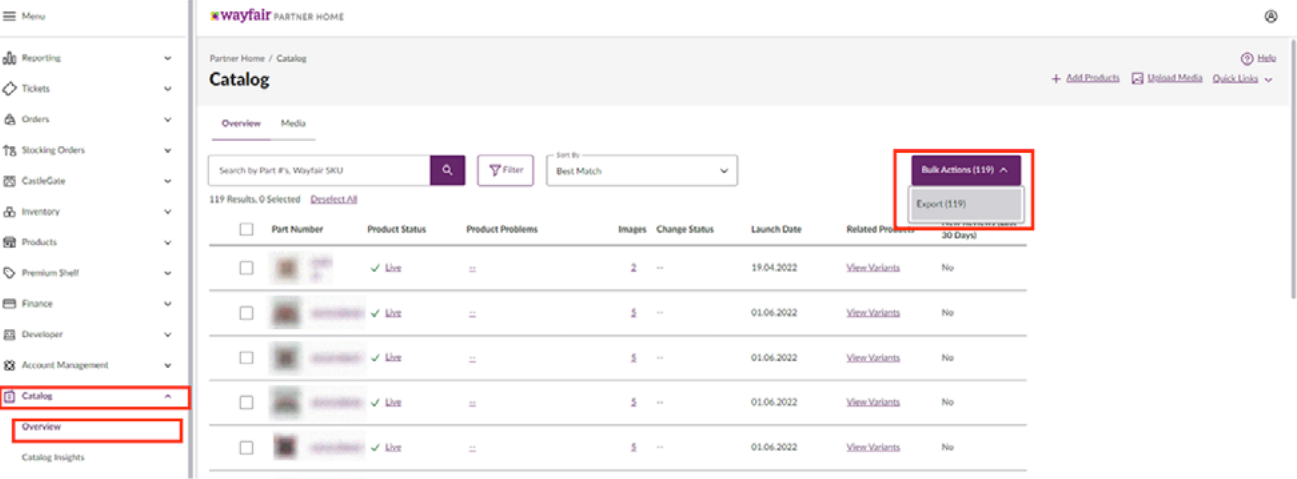 Menu
Reporting
Tickets
Orders
Stocking Orders
CastleGate
Inventory
Products
Premium Shelf
Finance
Developer
Account Management
Catalog
Overview
Catalog Insights
wayfair PARTNER HOME
Partner Home / Catalog
Catalog
Help
+ Add Products Upload Media Quick Links
Overview Media
Search by Part #'s, Wayfair SKU
Filter
Sort By
Best Match
Bulk Actions (119)
Export (119)
119 Results, 0 Selected Deselect All
Part Number Product Status Product Problems Images Change Status Launch Date Related Products New Reviews (Last
30 Days)
Live -- 2 -- 19.04.2022 View Variants No
Live -- 5 -- 01.06.2022 View Variants No
Live -- 5 -- 01.06.2022 View Variants No
Live -- 5 -- 01.06.2022 View Variants No
Live -- 5 -- 01.06.2022 View Variants No